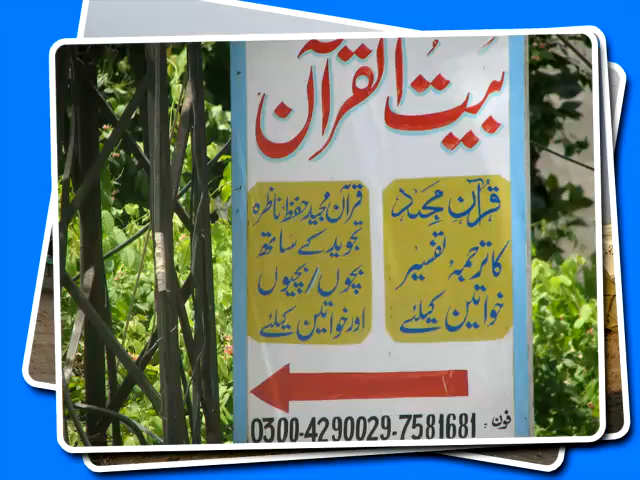 بیتُ القرآن
قرآن مجید
کا ترجمہ تفسیر
خواتین کیلئے
قرآن مجید حفظ، ناظرہ
تجوید کے ساتھ
بچوں/بچیوں
اور خواتین کیلئے
فون: 0300-4290029-7581681